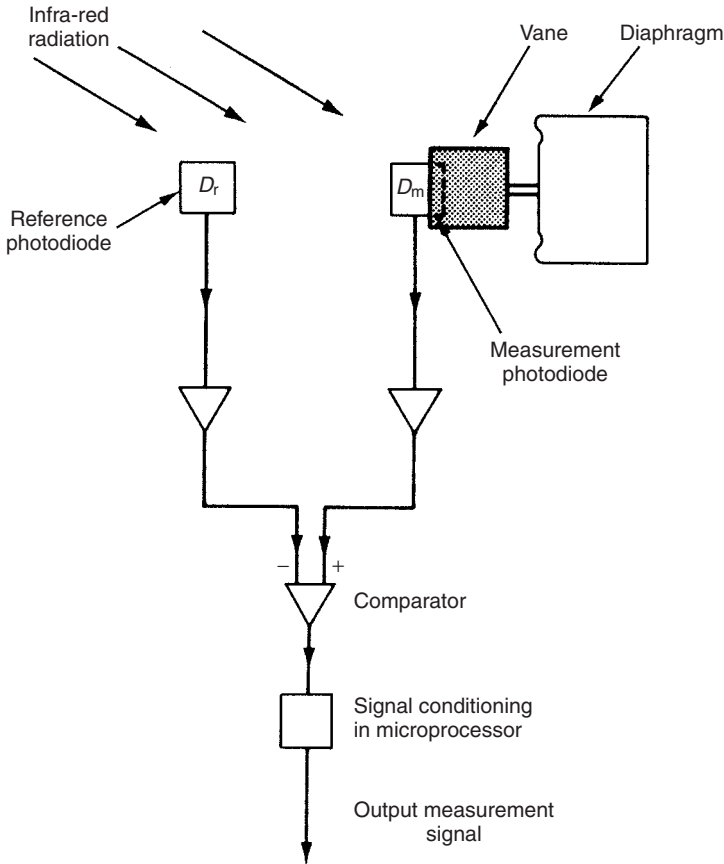 Infra-red
radiation
Vane
Diaphragm
Dr
Dm
Reference
photodiode
Measurement
photodiode
− +
Comparator
Signal conditioning
in microprocessor
Output measurement
signal